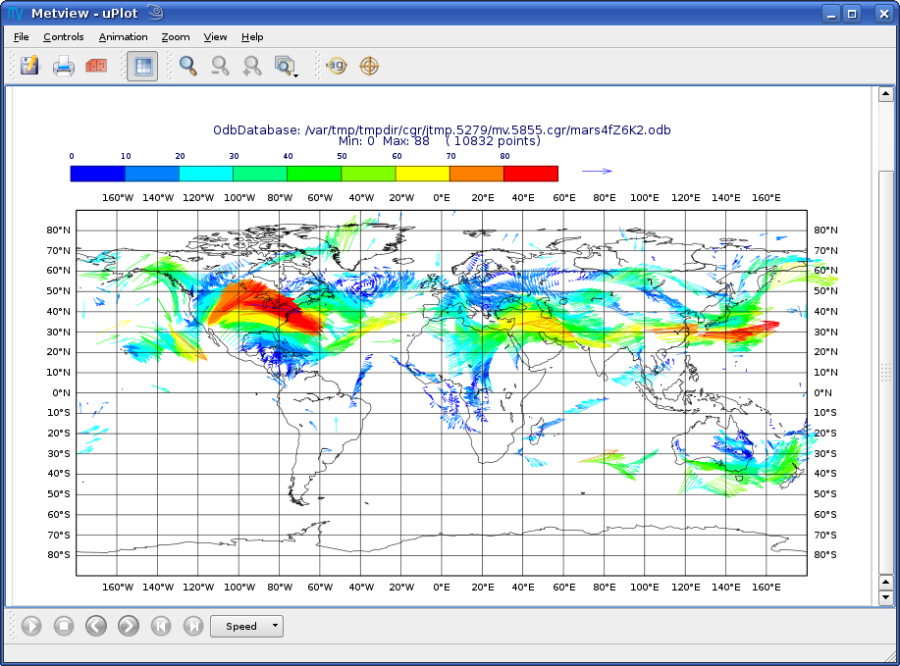 Metview - uPlot
File Controls Animation Zoom View Help
OdbDatabase: /var/tmp/tmpdir/cgr/jtmp.5279/mv.5855.cgr/mars4fZ6K2.odb
Min: 0 Max: 88 ( 10832 points)
0 10 20 30 40 50 60 70 80
160°W 140°W 120°W 100°W 80°W 60°W 40°W 20°W 0°E 20°E 40°E 60°E 80°E 100°E 120°E 140°E 160°E
80°N 80°N
70°N 70°N
60°N 60°N
50°N 50°N
40°N 40°N
30°N 30°N
20°N 20°N
10°N 10°N
0°N 0°N
10°S 10°S
20°S 20°S
30°S 30°S
40°S 40°S
50°S 50°S
60°S 60°S
70°S 70°S
80°S 80°S
160°W 140°W 120°W 100°W 80°W 60°W 40°W 20°W 0°E 20°E 40°E 60°E 80°E 100°E 120°E 140°E 160°E
Speed